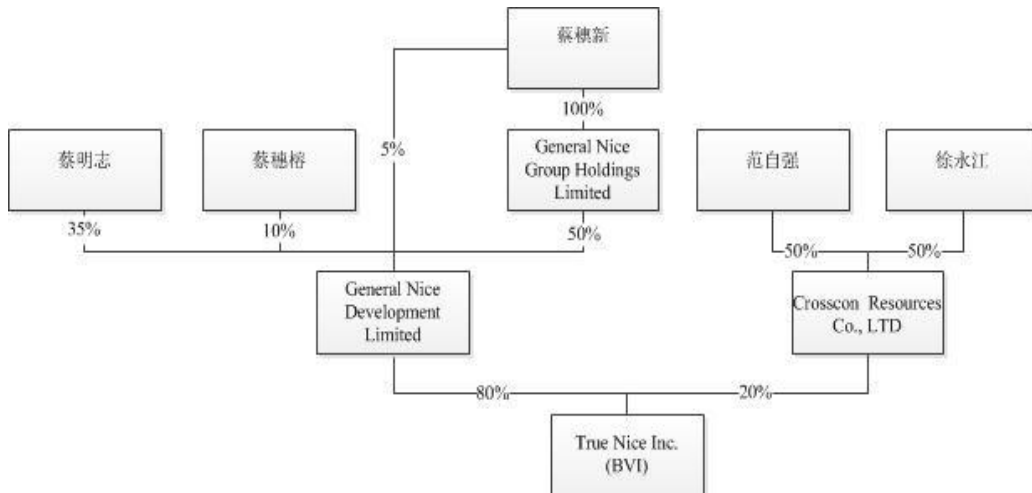 蔡穗新
100%
蔡明志
蔡穗榕
5%
General Nice
Group Holdings
Limited
范自强
徐永江
35%
10%
50%
50%
50%
General Nice
Development
Limited
Crosscon Resources
Co., LTD
80%
20%
True Nice Inc.
(BVI)